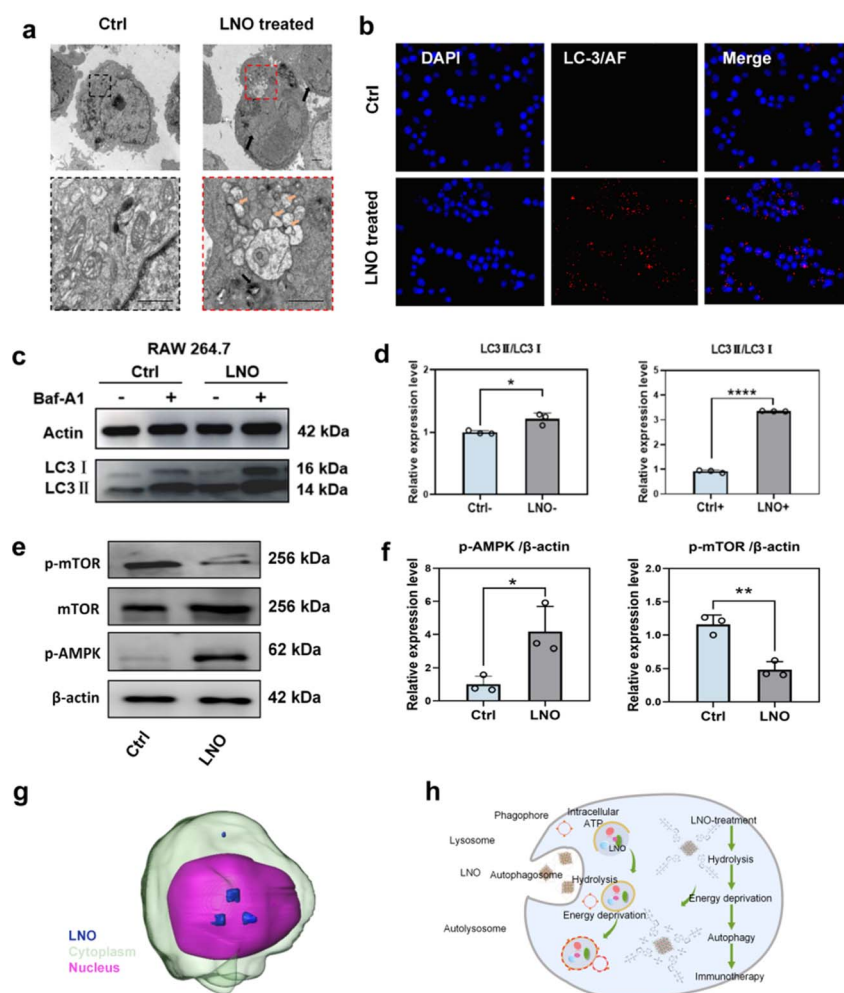 a
Ctrl
LNO treated
b
DAPI
LC-3/AF
Merge
Ctrl
LNO treated
c
RAW 264.7
Ctrl
LNO
Baf-A1
-
+
-
+
Actin
42 kDa
LC3 Ⅰ
16 kDa
LC3 Ⅱ
14 kDa
d
LC3Ⅱ/LC3Ⅰ
Relative expression level
2
1
0
*
Ctrl-
LNO-
LC3Ⅱ/LC3Ⅰ
Relative expression level
5
4
3
2
1
0
****
Ctrl+
LNO+
e
p-mTOR
256 kDa
mTOR
256 kDa
p-AMPK
62 kDa
β-actin
42 kDa
Ctrl
LNO
f
p-AMPK /β-actin
Relative expression level
8
6
4
2
0
*
Ctrl
LNO
p-mTOR /β-actin
Relative expression level
1.5
1.0
0.5
0.0
**
Ctrl
LNO
g
LNO
Cytoplasm
Nucleus
h
Phagophore
Intracellular
ATP
Lysosome
LNO
LNO
Autophagosome
Hydrolysis
Energy deprivation
Autolysosome
LNO-treatment
Hydrolysis
Energy deprivation
Autophagy
Immunotherapy